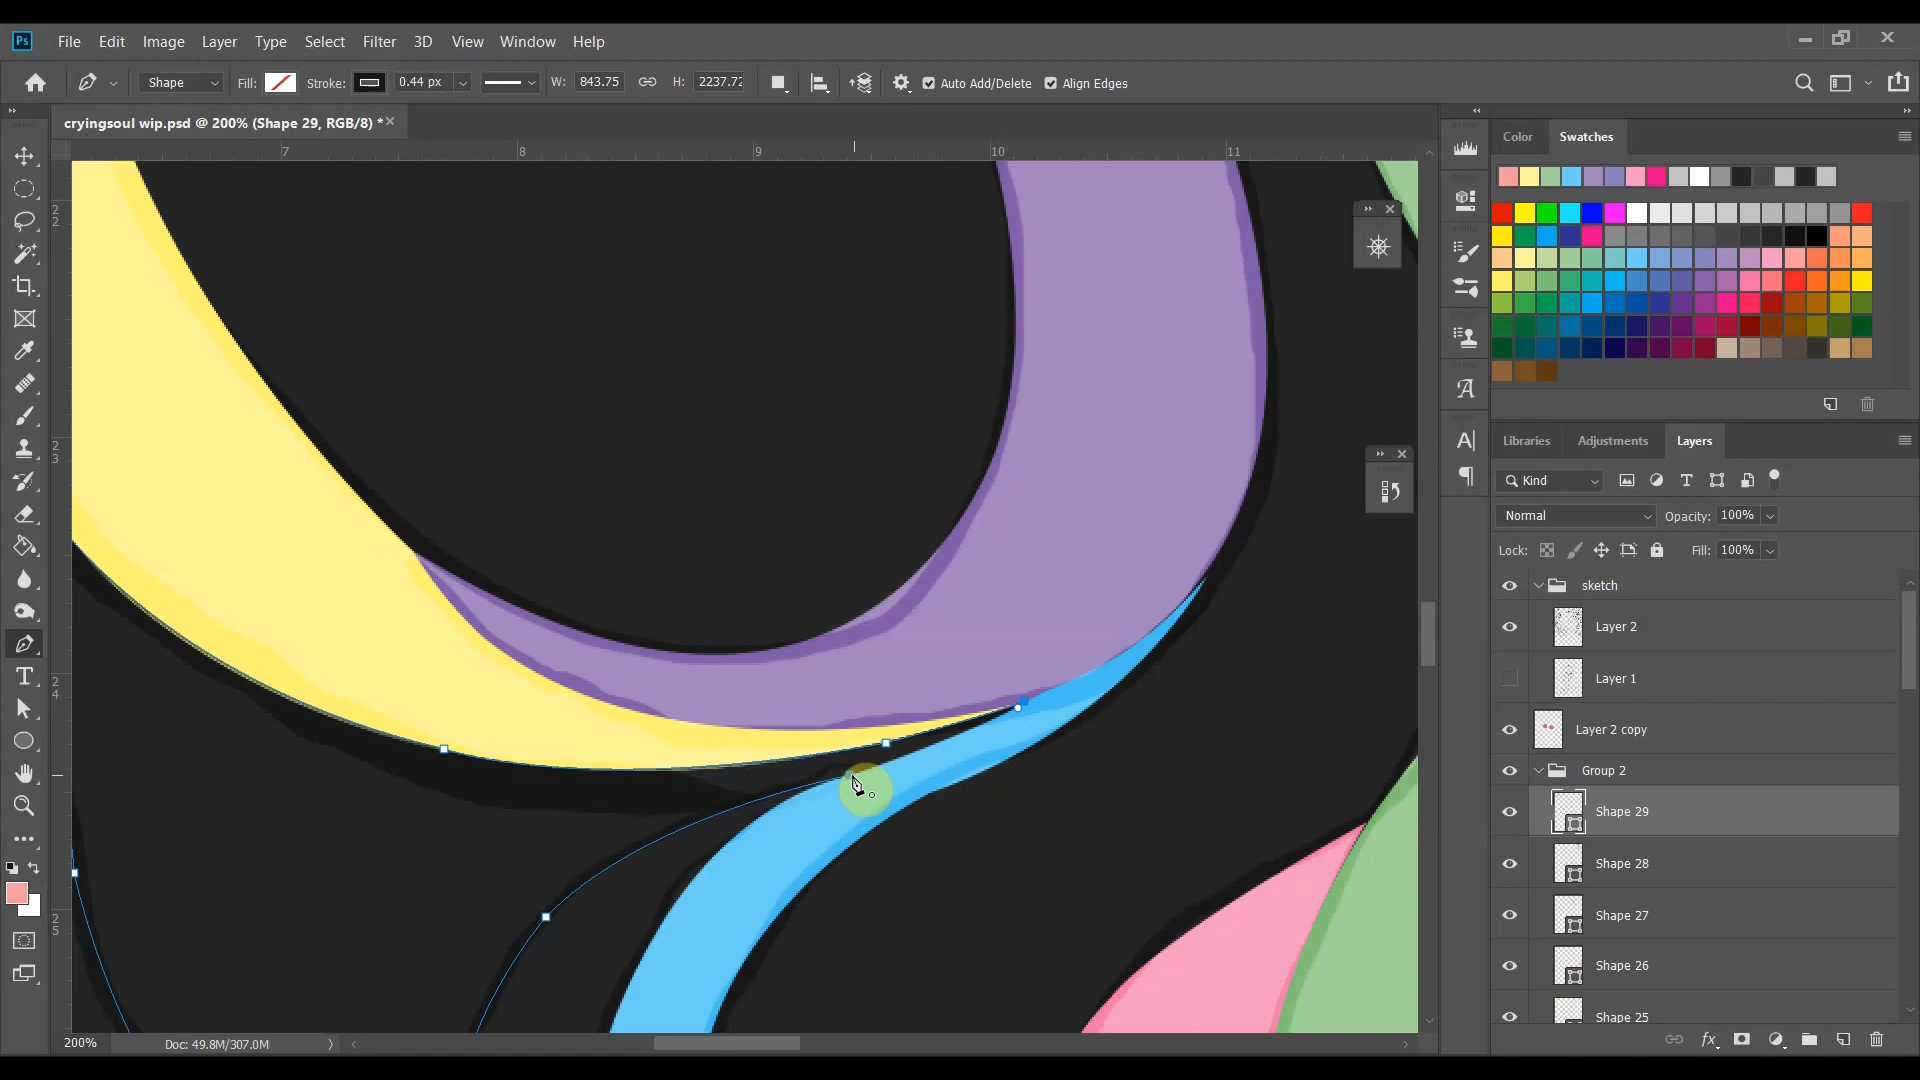 Ps File Edit Image Layer Type Select Filter 3D View Window Help
Shape Fill: Stroke: 0.44 px W: 843.75 H: 2237.72 Auto Add/Delete Align Edges
cryingsoul wip.psd @ 200% (Shape 29, RGB/8) *
7 8 9 10 11
22
23
24
25
Color Swatches
Libraries Adjustments Layers
Kind
Normal Opacity: 100%
Lock: Fill: 100%
sketch
Layer 2
Layer 1
Layer 2 copy
Group 2
Shape 29
Shape 28
Shape 27
Shape 26
Shape 25
200% Doc: 49.8M/307.0M